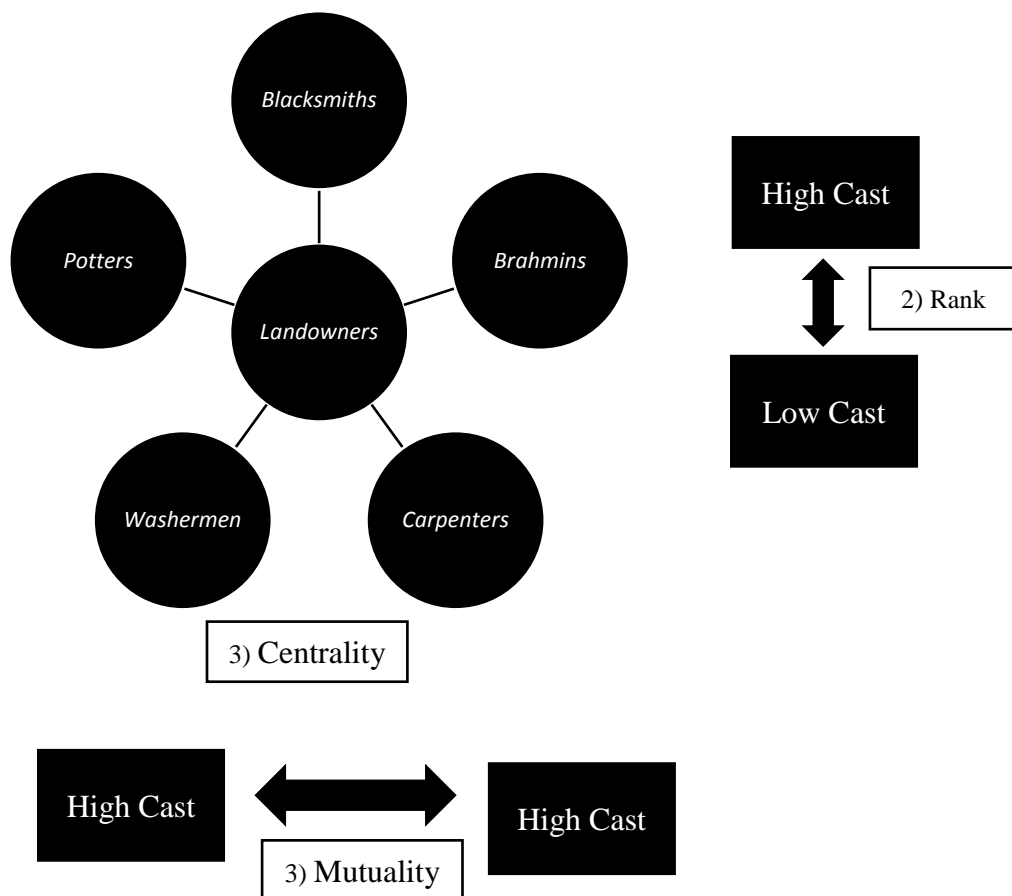 Blacksmiths
Potters
Brahmins
Landowners
Washermen
Carpenters
3) Centrality
High Cast
2) Rank
Low Cast
High Cast
High Cast
3) Mutuality